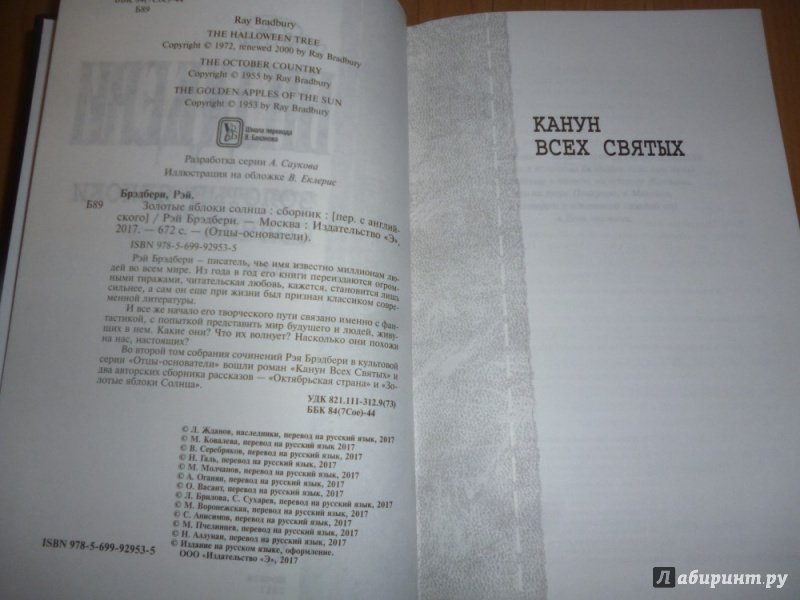 ББК 84(7Сое)-44
Б89
Ray Bradbury
THE HALLOWEEN TREE
Copyright © 1972, renewed 2000 by Ray Bradbury
THE OCTOBER COUNTRY
Copyright © 1955 by Ray Bradbury
THE GOLDEN APPLES OF THE SUN
Copyright © 1953 by Ray Bradbury
Школа перевода
В. Баканова
Разработка серии А. Саукова
Иллюстрация на обложке В. Еклерис
Брэдбери, Рэй.
Б89 Золотые яблоки солнца : сборник : [пер. с англий-
ского] / Рэй Брэдбери. — Москва : Издательство «Э»,
2017. — 672 с. — (Отцы-основатели).
ISBN 978-5-699-92953-5
Рэй Брэдбери — писатель, чье имя известно миллионам лю-
дей во всем мире. Из года в год его книги переиздаются огром-
ными тиражами, читательская любовь, кажется, становится лишь
сильнее, а сам он еще при жизни был признан классиком совре-
менной литературы.
И все же начало его творческого пути связано именно с фан-
тастикой, с попыткой представить мир будущего и людей, живу-
щих в нем. Какие они? Что их волнует? Насколько они похожи
на нас, настоящих?
Во второй том собрания сочинений Рэя Брэдбери в культовой
серии «Отцы-основатели» вошли роман «Канун Всех Святых» и
два авторских сборника рассказов — «Октябрьская страна» и «Зо-
лотые яблоки Солнца».
УДК 821.111-312.9(73)
ББК 84(7Сое)-44
© Л. Жданов, наследники, перевод на русский язык, 2017
© М. Ковалева, перевод на русский язык, 2017
© В. Серебряков, перевод на русский язык, 2017
© Н. Галь, перевод на русский язык, 2017
© М. Молчанов, перевод на русский язык, 2017
© А. Оганян, перевод на русский язык, 2017
© О. Васант, перевод на русский язык, 2017
© Л. Брилова, С. Сухарев, перевод на русский язык, 2017
© М. Воронежская, перевод на русский язык, 2017
© С. Анисимов, перевод на русский язык, 2017
© М. Пчелинцев, перевод на русский язык, 2017
© Н. Аллунан, перевод на русский язык, 2017
© Издание на русском языке, оформление.
ООО «Издательство «Э», 2017
ISBN 978-5-699-92953-5
КАНУН
ВСЕХ СВЯТЫХ
Лабиринт.ру